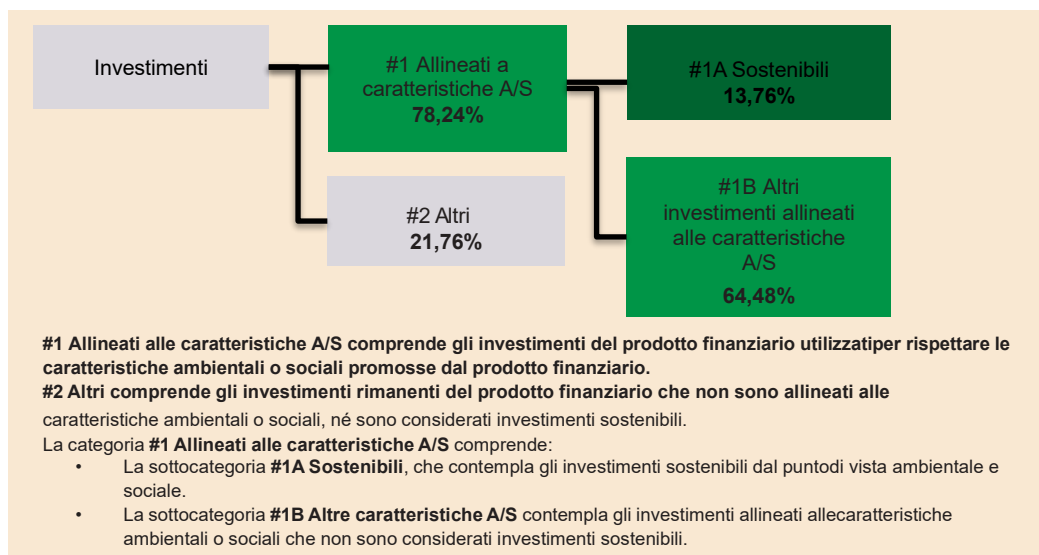 Investimenti
#1 Allineati a
caratteristiche A/S
78,24%
#1A Sostenibili
13,76%
#2 Altri
21,76%
#1B Altri
investimenti allineati
alle caratteristiche
A/S
64,48%
#1 Allineati alle caratteristiche A/S comprende gli investimenti del prodotto finanziario utilizzatiper rispettare le
caratteristiche ambientali o sociali promosse dal prodotto finanziario.
#2 Altri comprende gli investimenti rimanenti del prodotto finanziario che non sono allineati alle
caratteristiche ambientali o sociali, né sono considerati investimenti sostenibili.
La categoria #1 Allineati alle caratteristiche A/S comprende:
• La sottocategoria #1A Sostenibili, che contempla gli investimenti sostenibili dal puntodi vista ambientale e
sociale.
• La sottocategoria #1B Altre caratteristiche A/S contempla gli investimenti allineati allecaratteristiche
ambientali o sociali che non sono considerati investimenti sostenibili.